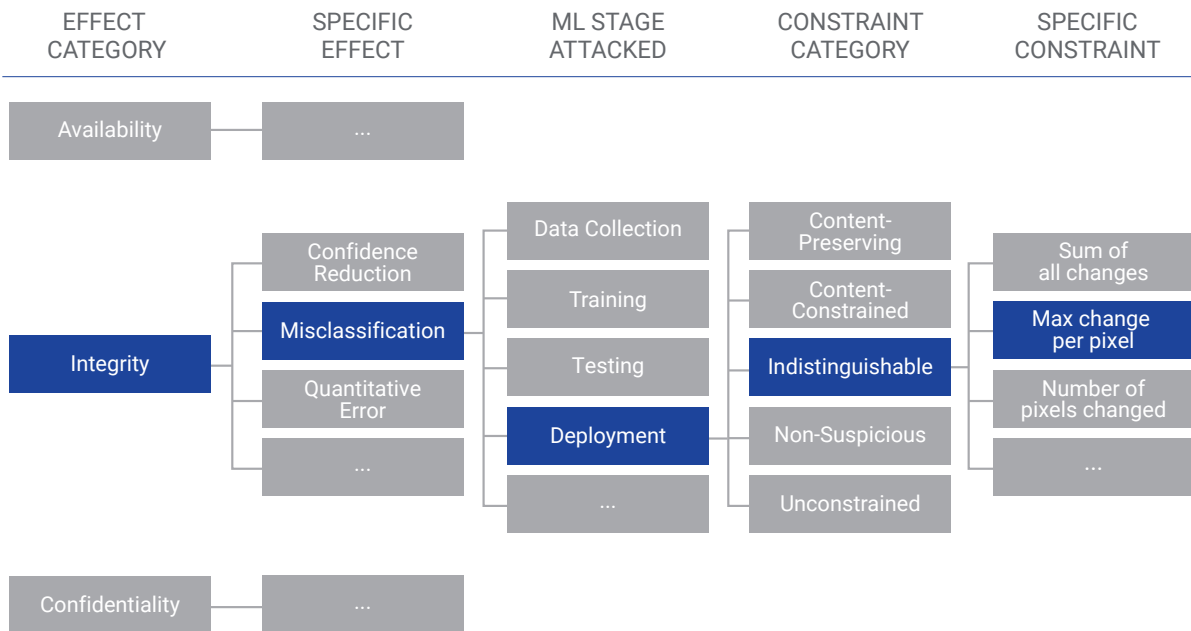 EFFECT
CATEGORY
SPECIFIC
EFFECT
ML STAGE
ATTACKED
CONSTRAINT
CATEGORY
SPECIFIC
CONSTRAINT
Availability
...
Integrity
Confidence
Reduction
Misclassification
Quantitative
Error
...
Data Collection
Training
Testing
Deployment
...
Content-
Preserving
Content-
Constrained
Indistinguishable
Non-Suspicious
Unconstrained
Sum of
all changes
Max change
per pixel
Number of
pixels changed
...
Confidentiality
...